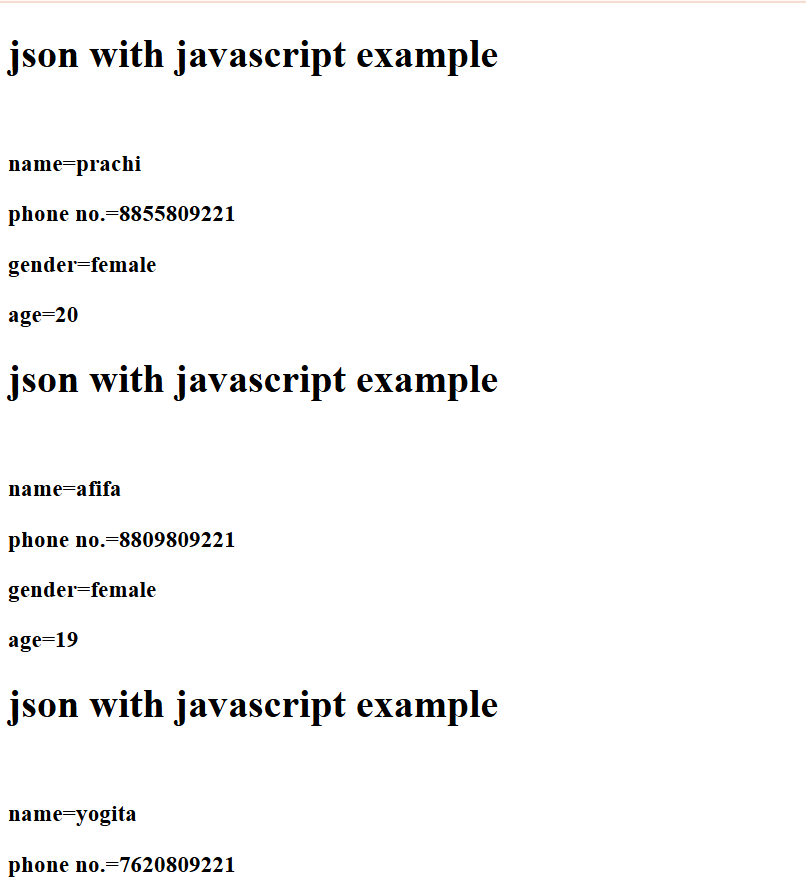 json with javascript example
name=prachi
phone no.=8855809221
gender=female
age=20
json with javascript example
name=afifa
phone no.=8809809221
gender=female
age=19
json with javascript example
name=yogita
phone no.=7620809221